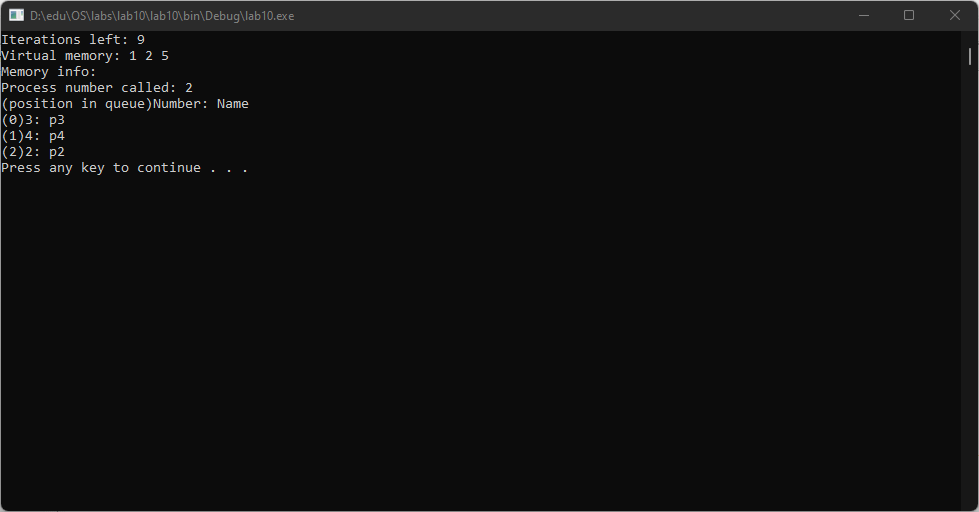 D:\edu\OS\labs\lab10\lab10\bin\Debug\lab10.exe
Iterations left: 9
Virtual memory: 1 2 5
Memory info:
Process number called: 2
(position in queue)Number: Name
(0)3: p3
(1)4: p4
(2)2: p2
Press any key to continue . . .